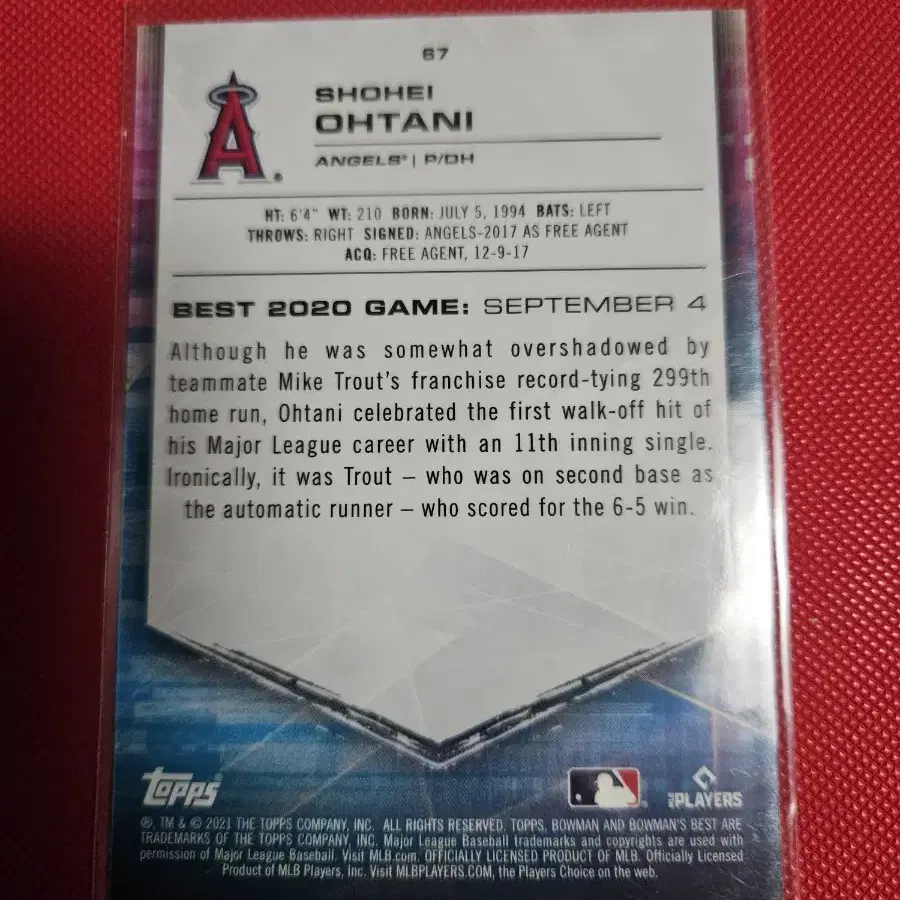 67
SHOHEI
OHTANI
ANGELS® | P/DH
A®
HT: 6'4" WT: 210 BORN: JULY 5, 1994 BATS: LEFT
THROWS: RIGHT SIGNED: ANGELS-2017 AS FREE AGENT
ACQ: FREE AGENT, 12-9-17
BEST 2020 GAME: SEPTEMBER 4
Although he was somewhat overshadowed by
teammate Mike Trout's franchise record-tying 299th
home run, Ohtani celebrated the first walk-off hit of
his Major League career with an 11th inning single.
Ironically, it was Trout – who was on second base as
the automatic runner – who scored for the 6-5 win.
topps®
MLB PLAYERS
®, TM & © 2021 THE TOPPS COMPANY, INC. ALL RIGHTS RESERVED. TOPPS, BOWMAN AND BOWMAN'S BEST ARE
TRADEMARKS OF THE TOPPS COMPANY, INC. Major League Baseball trademarks and copyrights are used with
permission of Major League Baseball. Visit MLB.com. OFFICIALLY LICENSED PRODUCT OF MLB. Officially Licensed
Product of MLB Players, Inc. Visit MLBPLAYERS.COM, the Players Choice on the web.